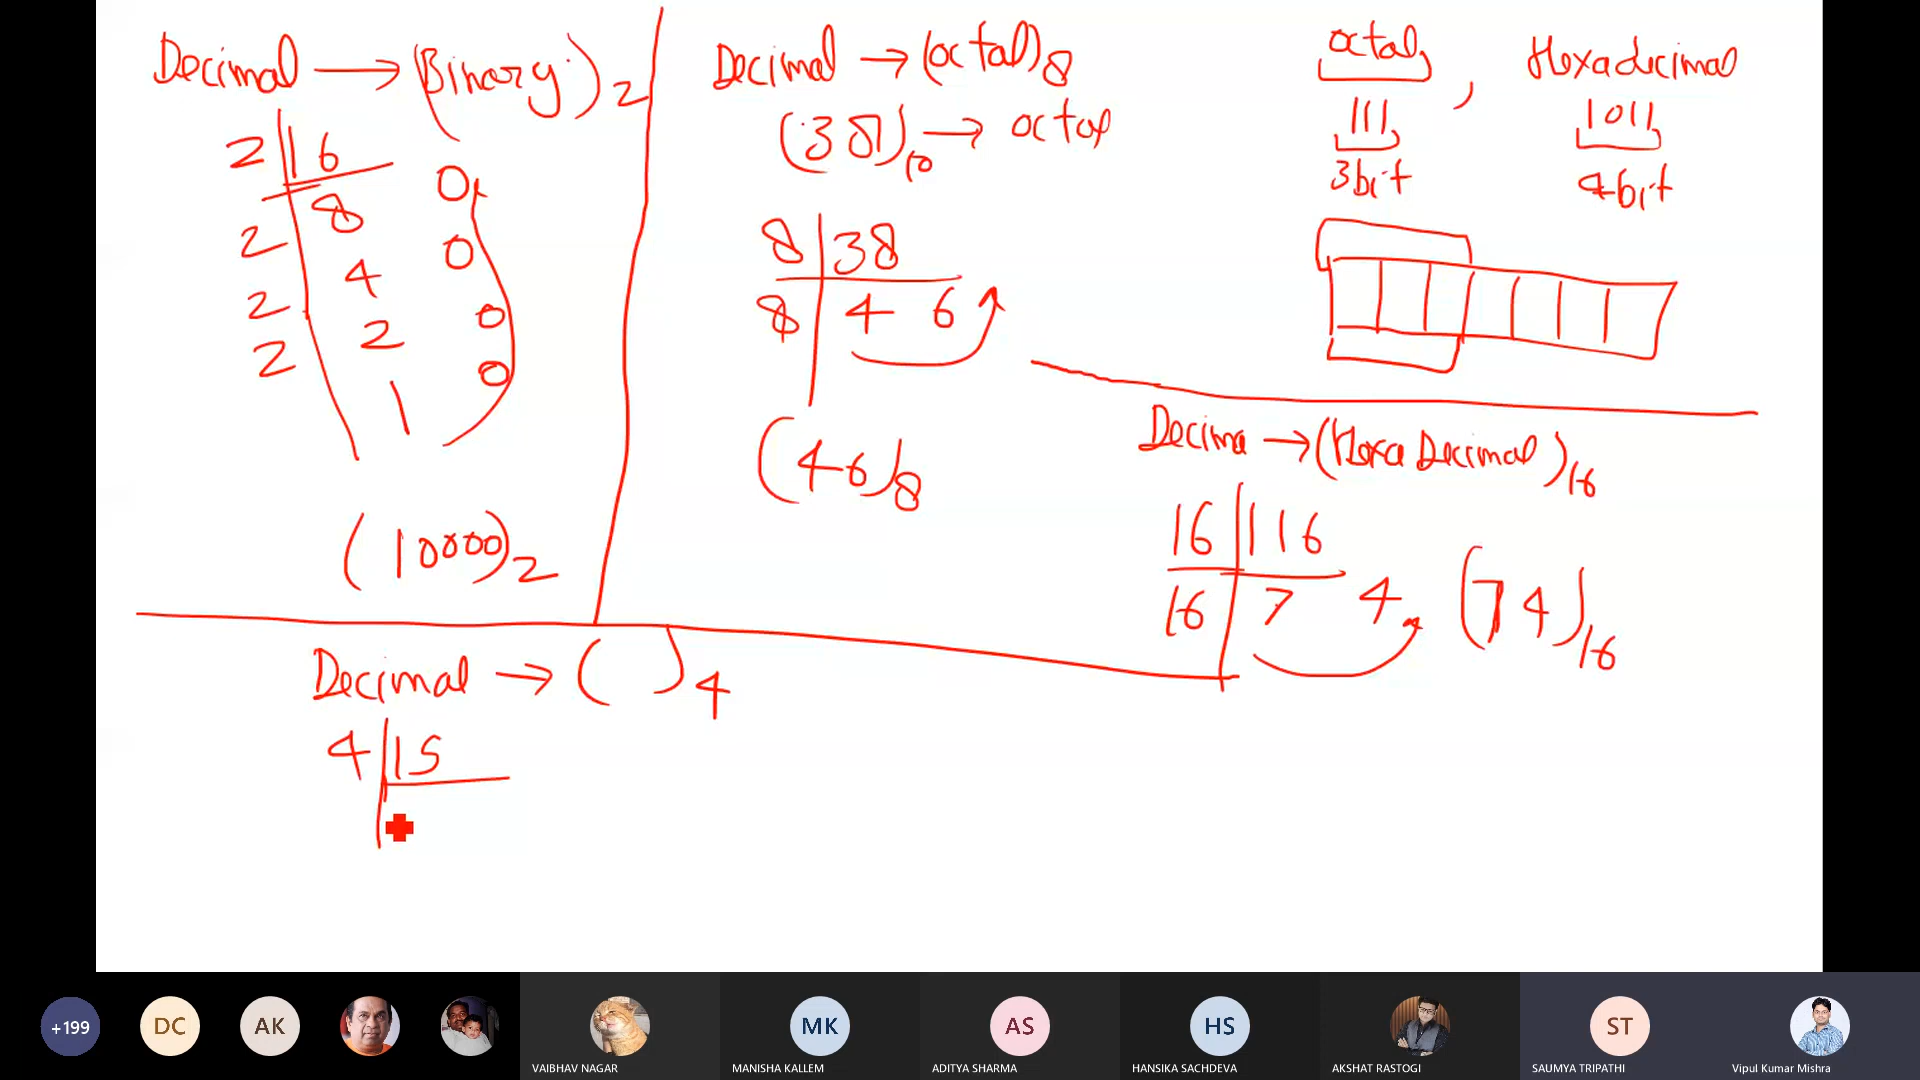 Decimal → (Binary)2
2 | 16
8 0
2 4 0
2 2 0
2 1 0
(10000)2
Decimal → (octal)8
(38)10 → octal
8 | 38
8 | 4 6
(46)8
octal, Hexadecimal
111 1011
3bit 4bit
Decima → (Hexa Decimal)16
16 | 116
16 | 7 4 (74)16
Decimal → ( )4
4 | 15
+199
DC
AK
VAIBHAV NAGAR
MK
MANISHA KALLEM
AS
ADITYA SHARMA
HS
HANSIKA SACHDEVA
AKSHAT RASTOGI
ST
SAUMYA TRIPATHI
Vipul Kumar Mishra